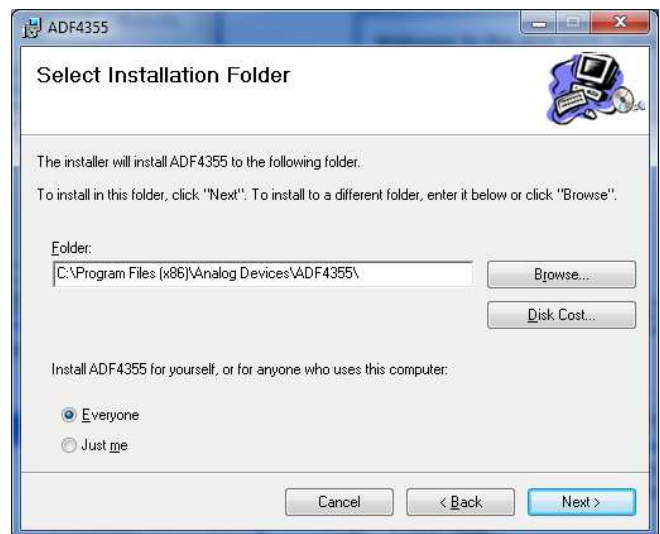 ADF4355
Select Installation Folder
The installer will install ADF4355 to the following folder.
To install in this folder, click "Next". To install to a different folder, enter it below or click "Browse".
Folder:
C:\Program Files (x86)\Analog Devices\ADF4355\
Browse...
Disk Cost...
Install ADF4355 for yourself, or for anyone who uses this computer:
Everyone
Just me
Cancel
< Back
Next >